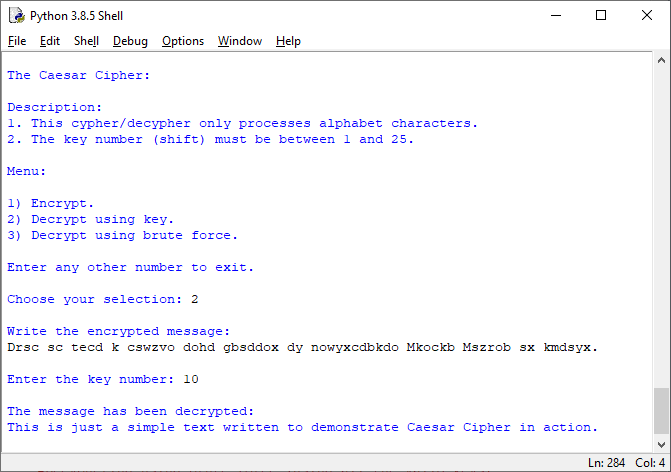 Python 3.8.5 Shell
File Edit Shell Debug Options Window Help
The Caesar Cipher:
Description:
1. This cypher/decypher only processes alphabet characters.
2. The key number (shift) must be between 1 and 25.
Menu:
1) Encrypt.
2) Decrypt using key.
3) Decrypt using brute force.
Enter any other number to exit.
Choose your selection: 2
Write the encrypted message:
Drsc sc tecd k cswzvo dohd gbsddox dy nowyxcdbkdo Mkockb Mszrob sx kmdsyx.
Enter the key number: 10
The message has been decrypted:
This is just a simple text written to demonstrate Caesar Cipher in action.
Ln: 284 Col: 4